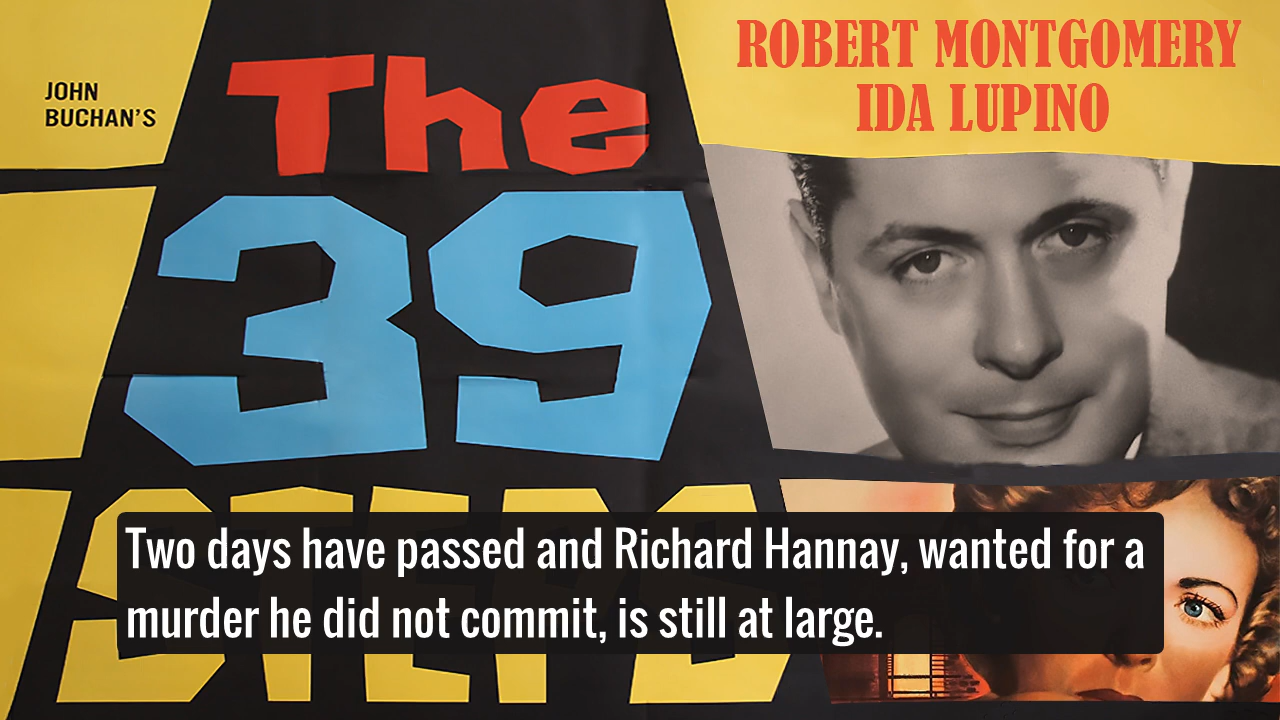 JOHN
BUCHAN'S
The
39
STEPS
ROBERT MONTGOMERY
IDA LUPINO
Two days have passed and Richard Hannay, wanted for a
murder he did not commit, is still at large.